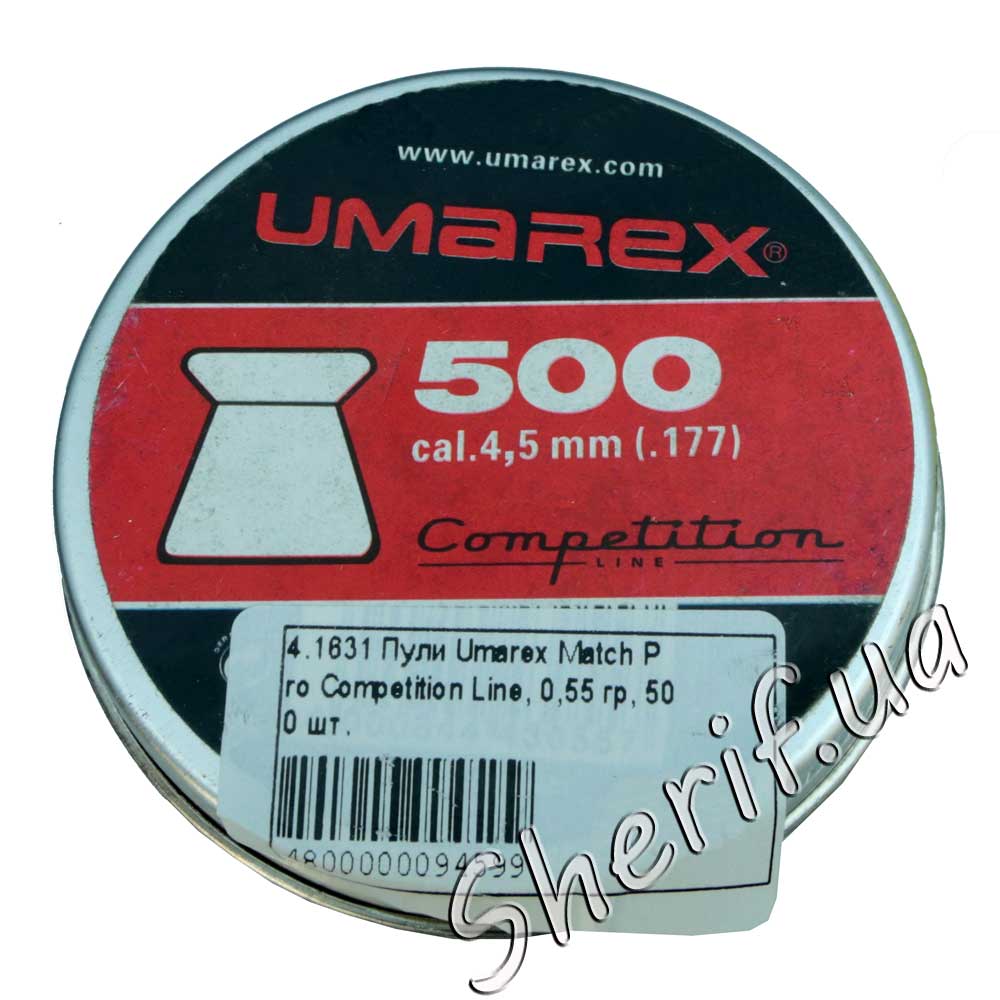 www.umarex.com
UMAREX®
500
cal.4,5 mm (.177)
Competition
LINE
4.1631 Пули Umarex Match P
ro Competition Line, 0,55 гр, 50
0 шт.
4800000094599
Sherif.ua